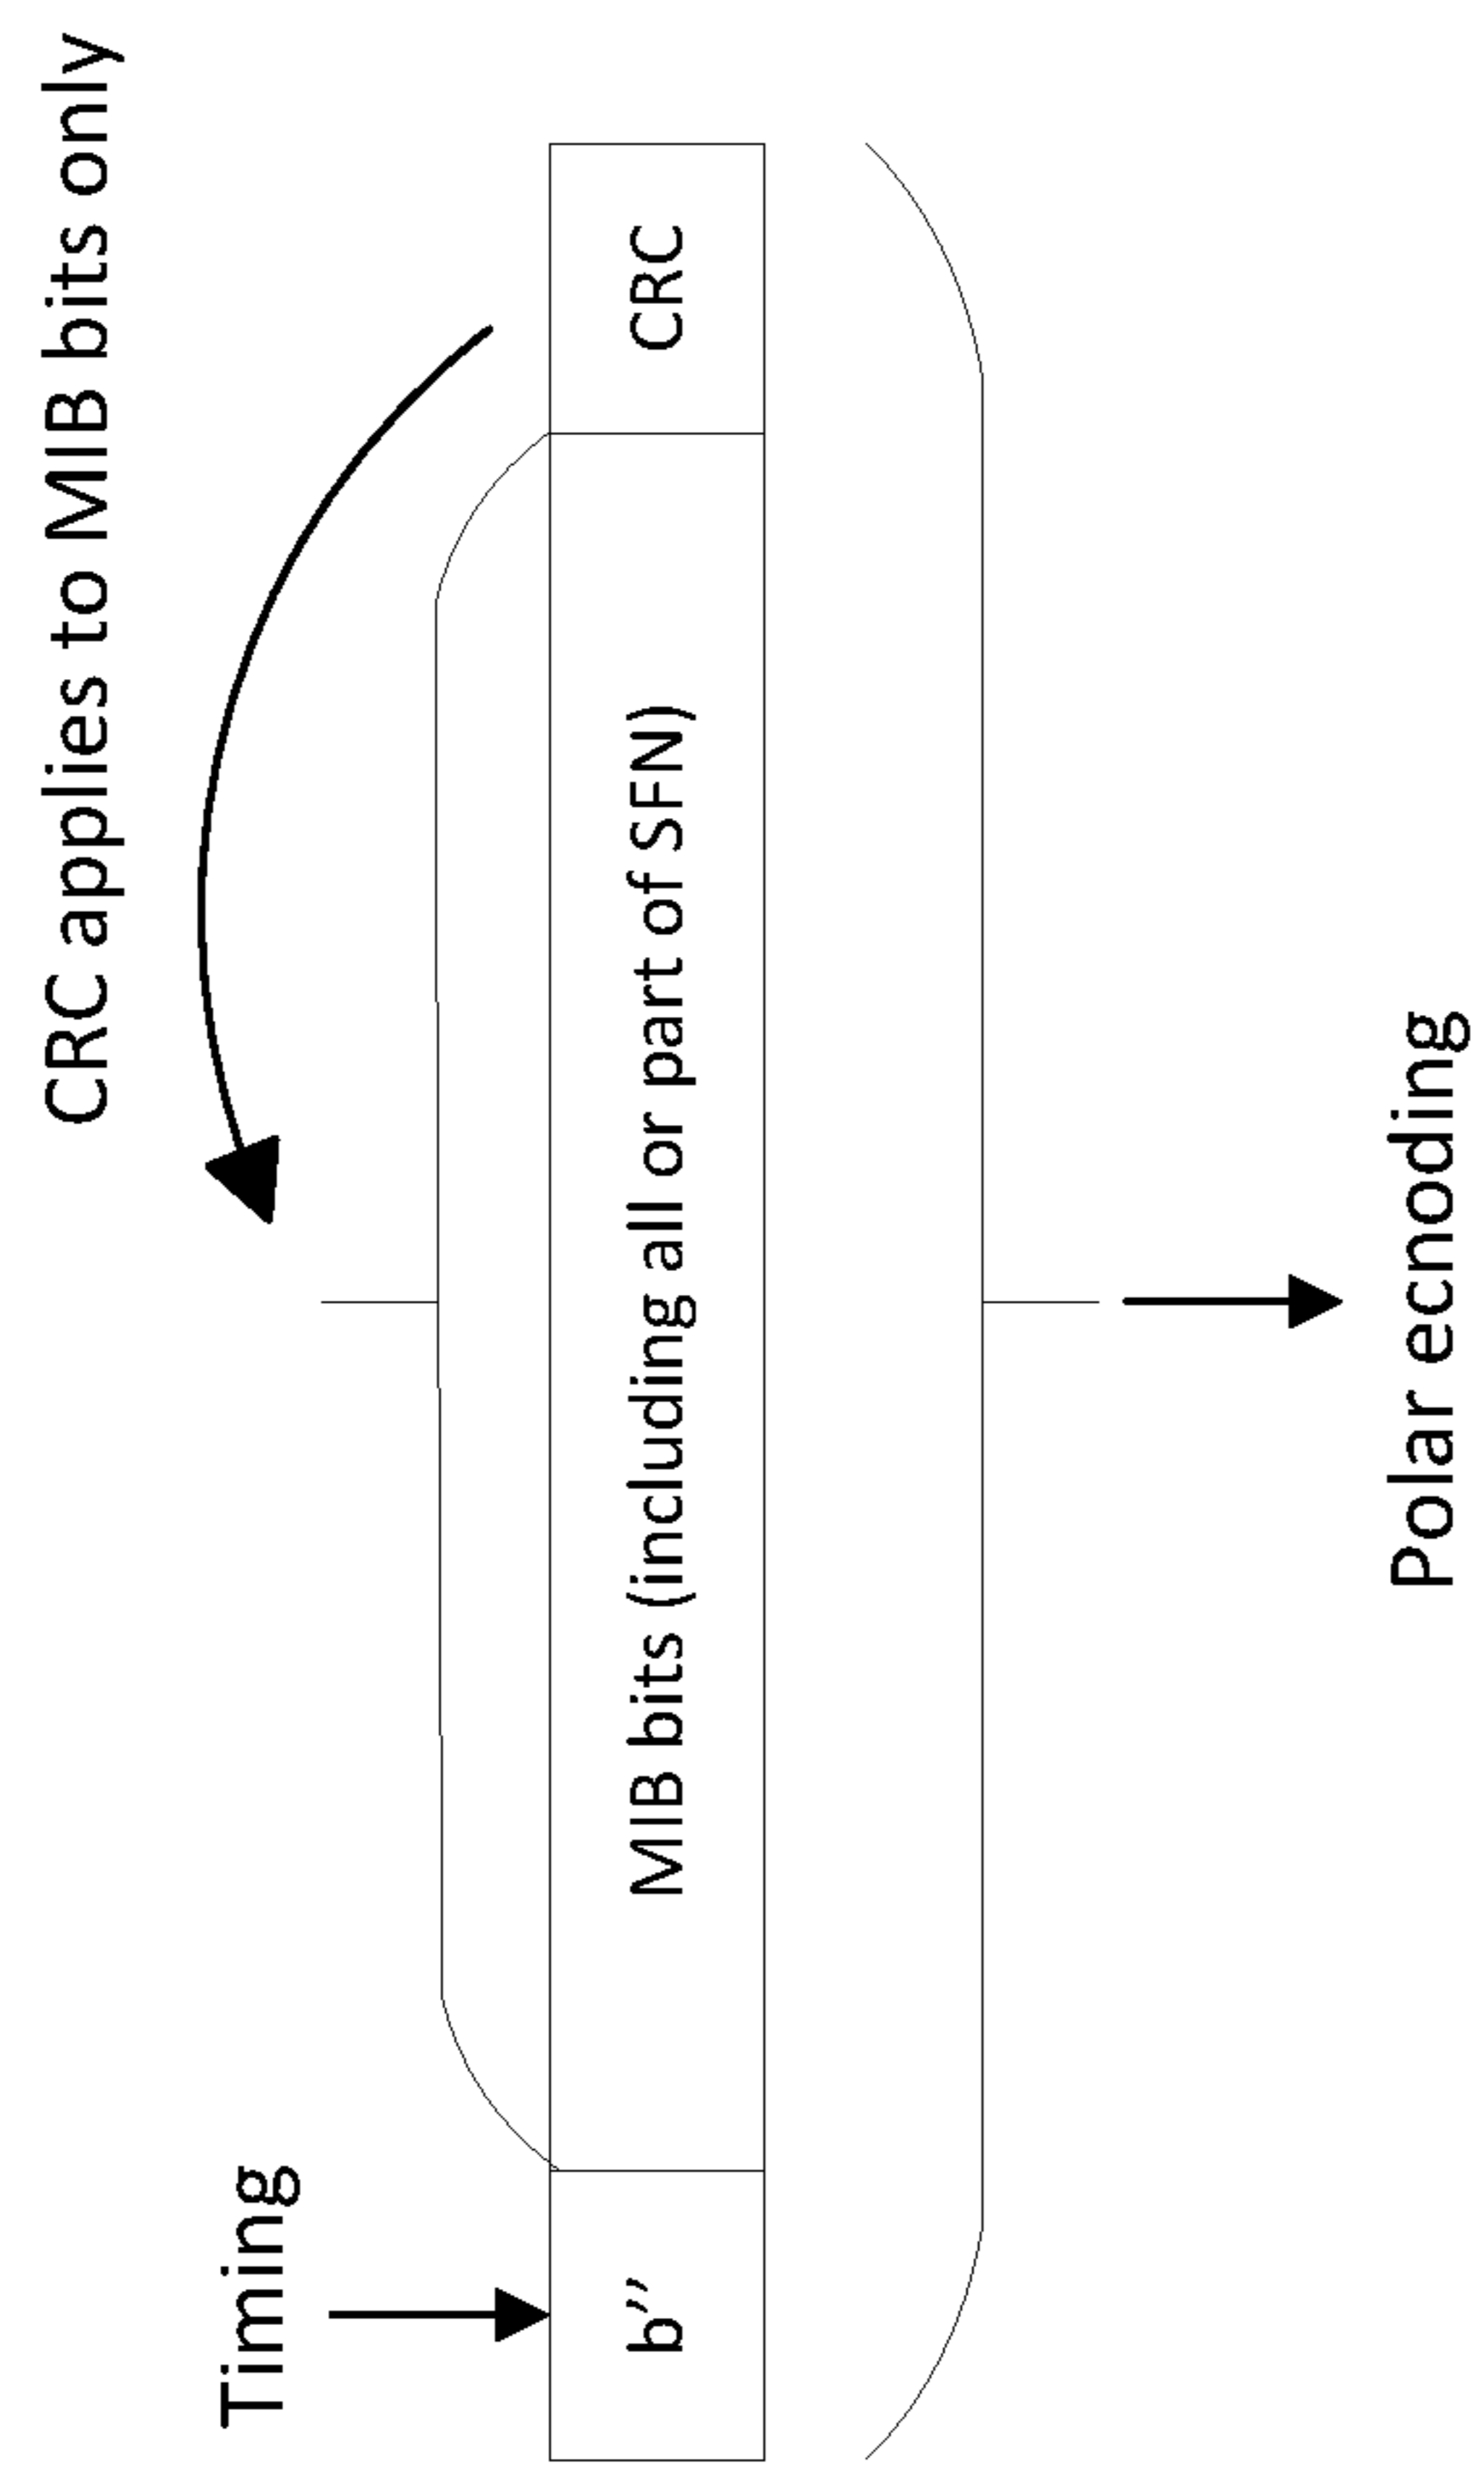 CRC applies to MIB bits only
Timing
b’’
MIB bits (including all or part of SFN)
CRC
Polar ecnoding